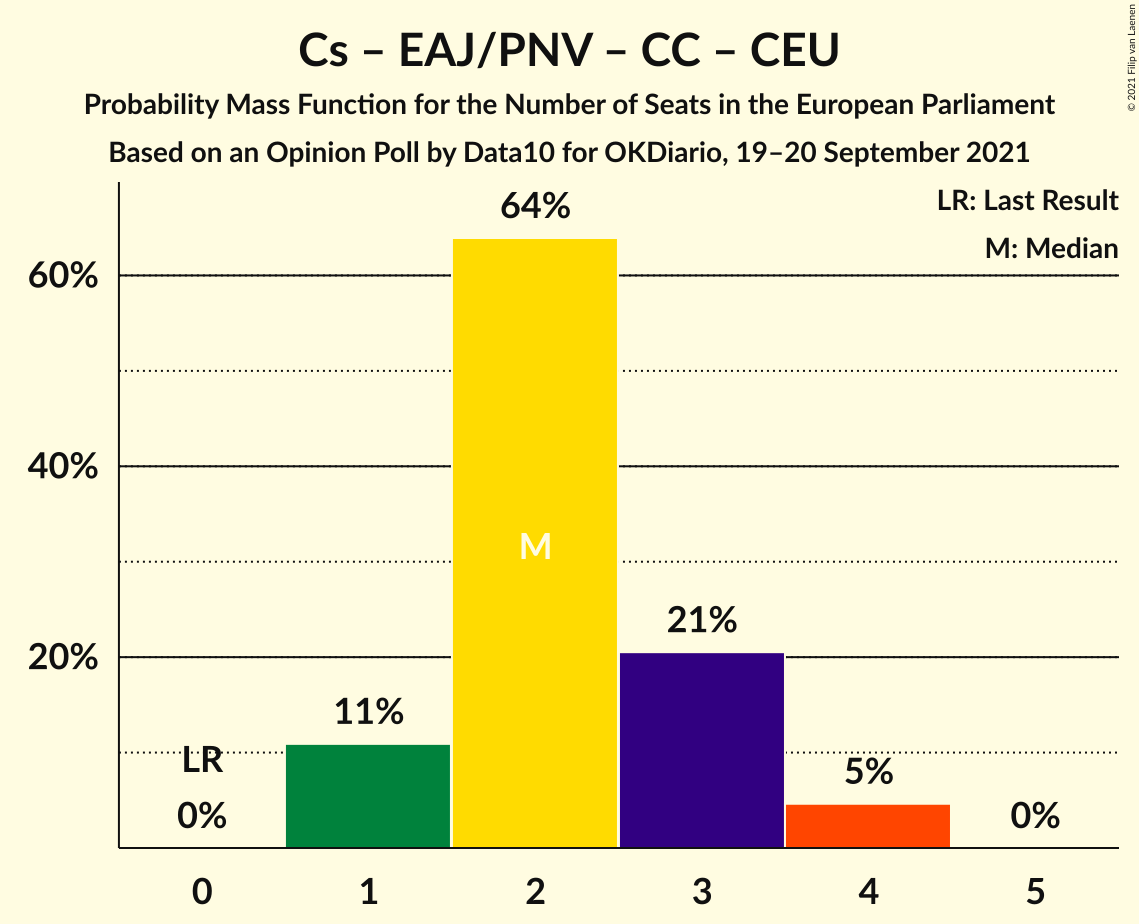 Cs – EAJ/PNV – CC – CEU
Probability Mass Function for the Number of Seats in the European Parliament
Based on an Opinion Poll by Data10 for OKDiario, 19–20 September 2021
© 2021 Filip van Laenen
LR: Last Result
M: Median
64%
60%
40%
M
21%
20%
11%
LR
5%
0%
0%
0 1 2 3 4 5